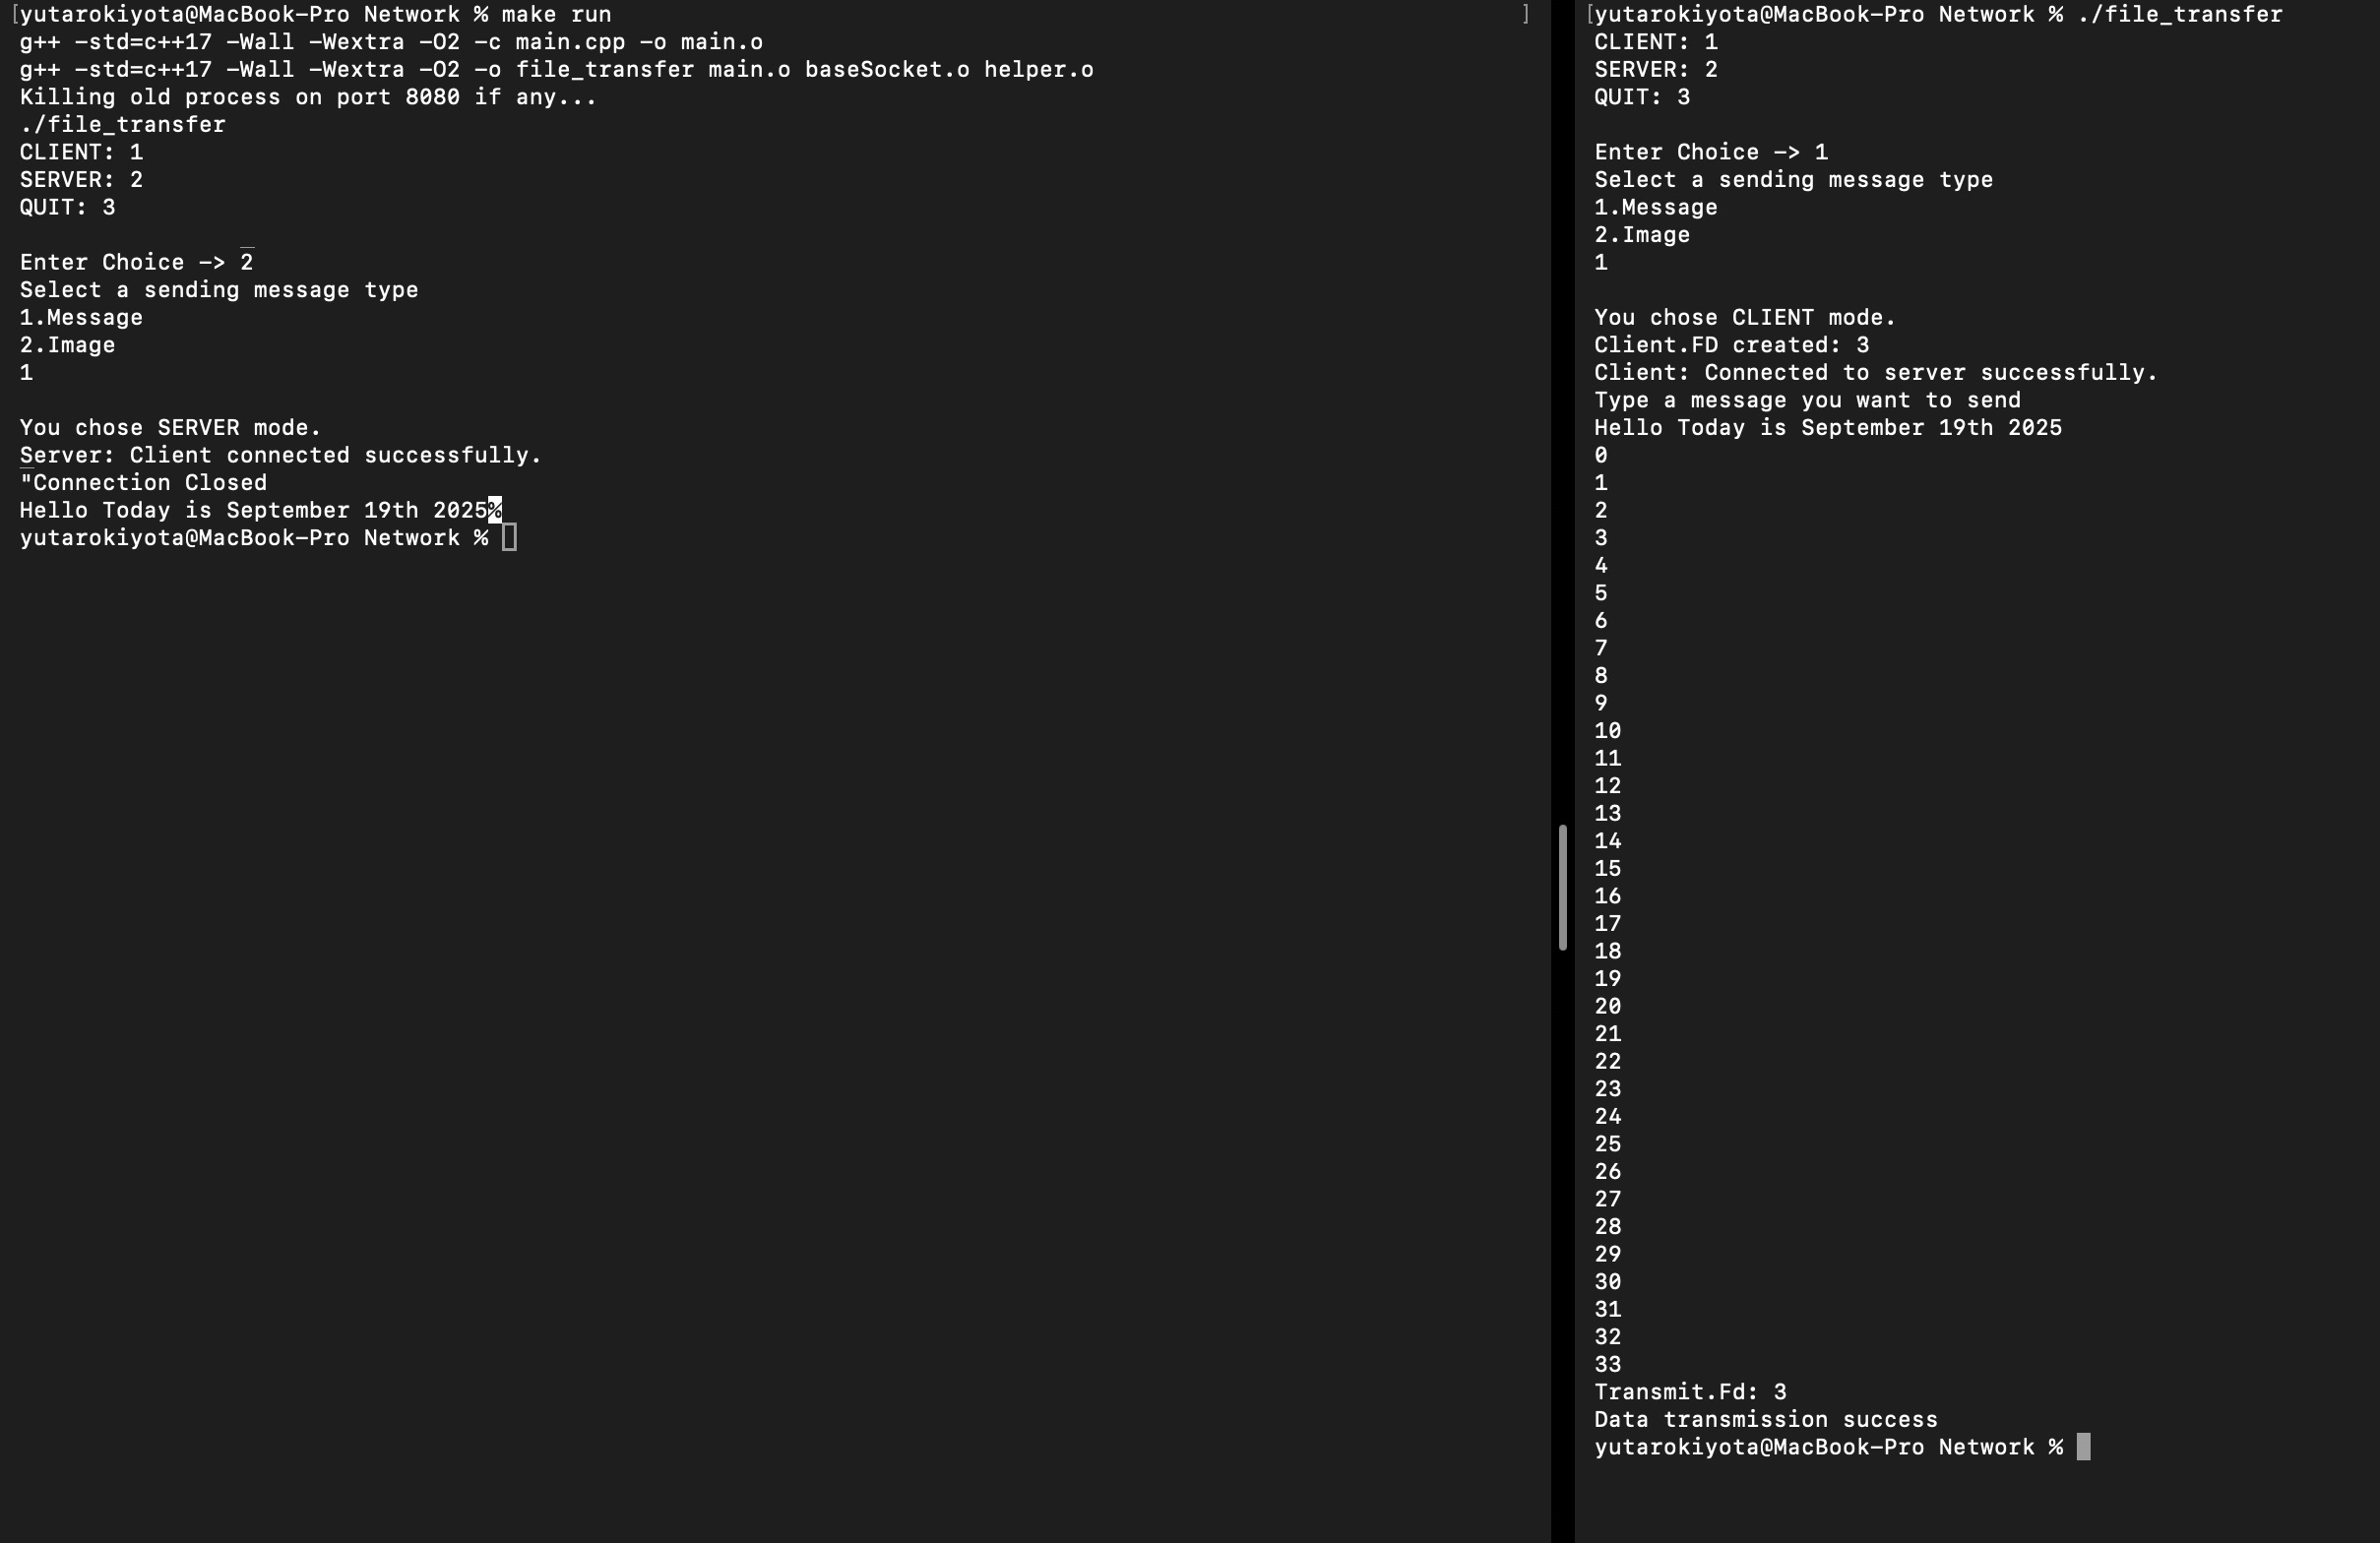 [yutarokiyota@MacBook-Pro Network % make run ]
g++ -std=c++17 -Wall -Wextra -O2 -c main.cpp -o main.o
g++ -std=c++17 -Wall -Wextra -O2 -o file_transfer main.o baseSocket.o helper.o
Killing old process on port 8080 if any...
./file_transfer
CLIENT: 1
SERVER: 2
QUIT: 3
Enter Choice -> 2
Select a sending message type
1.Message
2.Image
1
You chose SERVER mode.
Server: Client connected successfully.
"Connection Closed
Hello Today is September 19th 2025%
yutarokiyota@MacBook-Pro Network %
[yutarokiyota@MacBook-Pro Network % ./file_transfer
CLIENT: 1
SERVER: 2
QUIT: 3
Enter Choice -> 1
Select a sending message type
1.Message
2.Image
1
You chose CLIENT mode.
Client.FD created: 3
Client: Connected to server successfully.
Type a message you want to send
Hello Today is September 19th 2025
0
1
2
3
4
5
6
7
8
9
10
11
12
13
14
15
16
17
18
19
20
21
22
23
24
25
26
27
28
29
30
31
32
33
Transmit.Fd: 3
Data transmission success
yutarokiyota@MacBook-Pro Network %